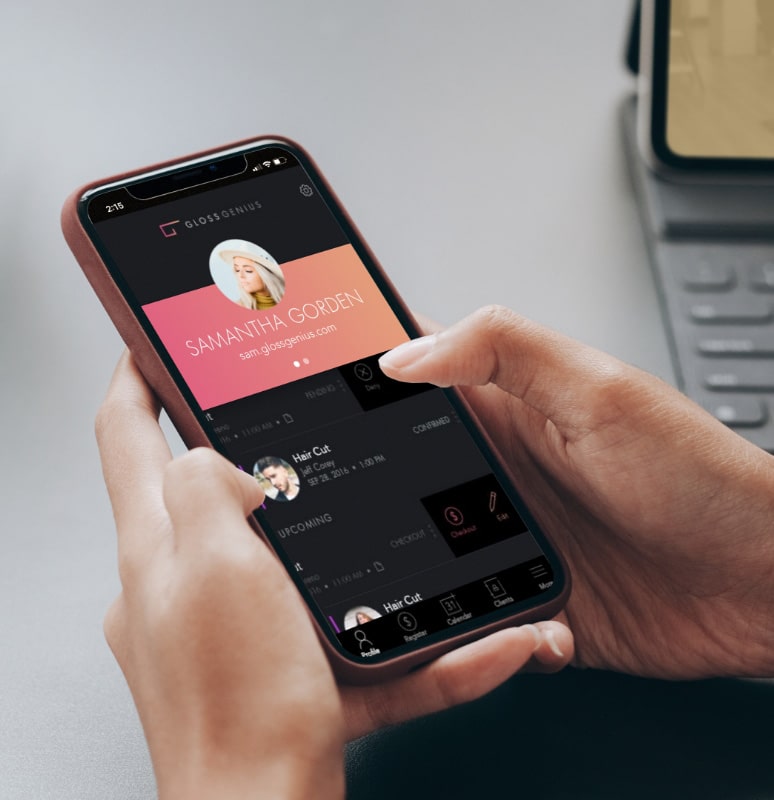 2:15
GLOSSGENIUS
SAMANTHA GORDEN
sam.glossgenius.com
PENDING
Deny
11:00 AM
Hair Cut
CONFIRMED
Jeff Corey
SEP 28, 2016 • 1:00 PM
UPCOMING
CHECKOUT
Checkout
Edit
11:00 AM
Hair Cut
Profile
Register
31
Calendar
Clients
More